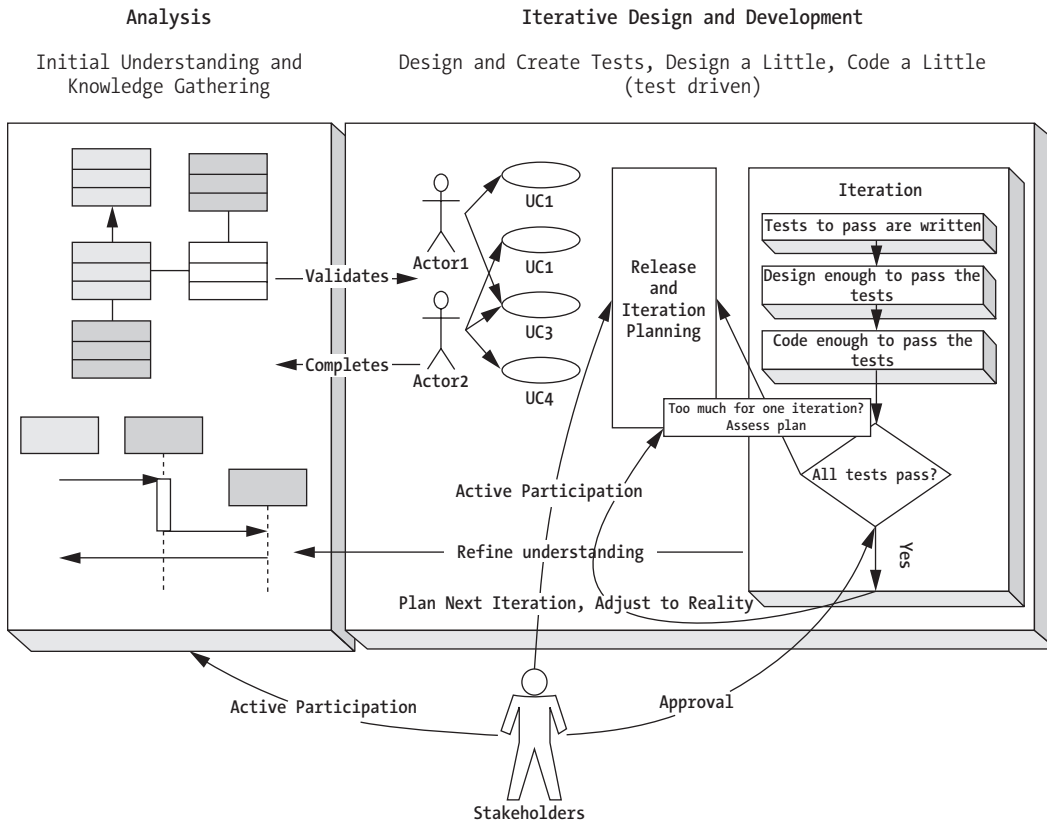 Analysis
Initial Understanding and
Knowledge Gathering
Iterative Design and Development
Design and Create Tests, Design a Little, Code a Little
(test driven)
Validates
Completes
Actor1
Actor2
UC1
UC1
UC3
UC4
Release
and
Iteration
Planning
Iteration
Tests to pass are written
Design enough to pass the
tests
Code enough to pass the
tests
Too much for one iteration?
Assess plan
All tests pass?
Yes
Active Participation
Refine understanding
Plan Next Iteration, Adjust to Reality
Active Participation
Approval
Stakeholders